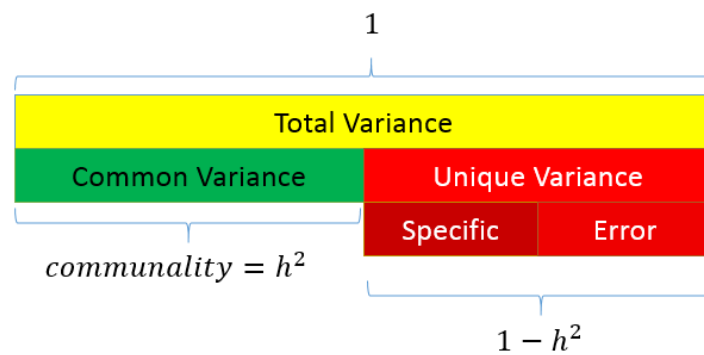 1
Total Variance
Common Variance Unique Variance
Specific Error
communality = h²
1 − h²